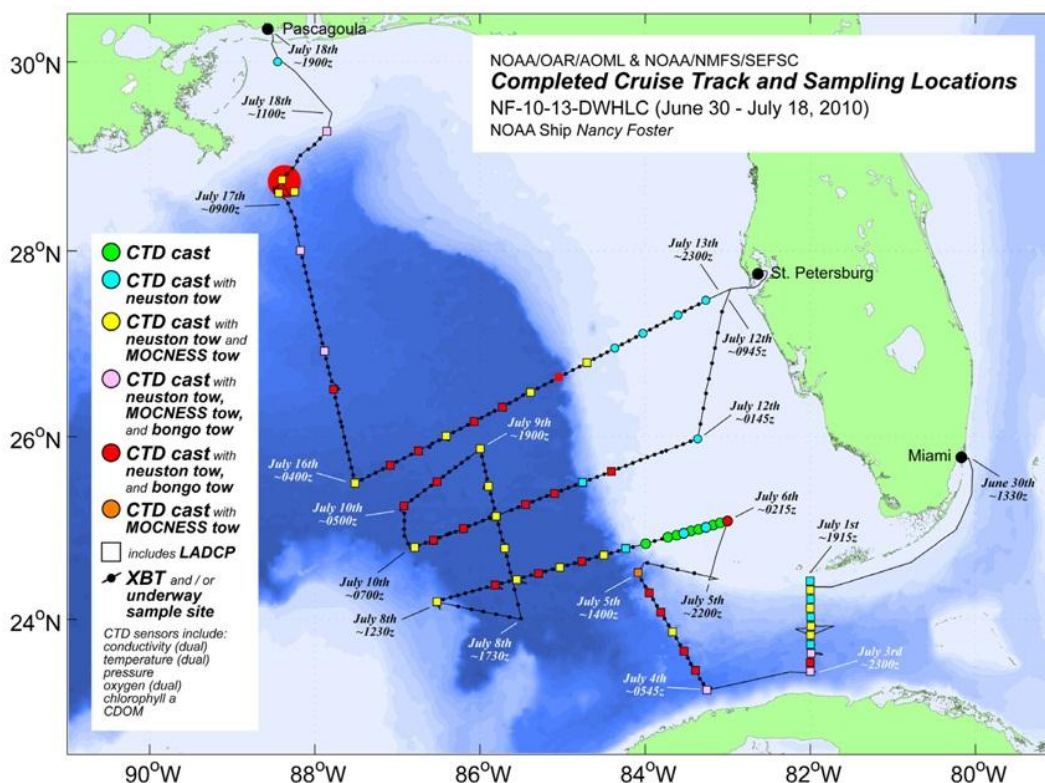 NOAA/OAR/AOML & NOAA/NMFS/SEFSC
Completed Cruise Track and Sampling Locations
NF-10-13-DWHLC (June 30 - July 18, 2010)
NOAA Ship Nancy Foster
Pascagoula
July 18th
~1900z
July 18th
~1100z
July 17th
~0900z
July 13th
~2300z
St. Petersburg
July 12th
~0945z
July 12th
~0145z
July 9th
~1900z
July 16th
~0400z
July 10th
~0500z
July 10th
~0700z
Miami
June 30th
~1330z
July 6th
~0215z
July 1st
~1915z
July 5th
~1400z
July 5th
~2200z
July 8th
~1230z
July 8th
~1730z
July 4th
~0545z
July 3rd
~2300z
CTD cast
CTD cast with
neuston tow
CTD cast with
neuston tow and
MOCNESS tow
CTD cast with
neuston tow,
MOCNESS tow,
and bongo tow
CTD cast with
neuston tow,
and bongo tow
CTD cast with
MOCNESS tow
includes LADCP
XBT and / or
underway
sample site
CTD sensors include:
conductivity (dual)
temperature (dual)
pressure
oxygen (dual)
chlorophyll a
CDOM
30°N
28°N
26°N
24°N
90°W
88°W
86°W
84°W
82°W
80°W